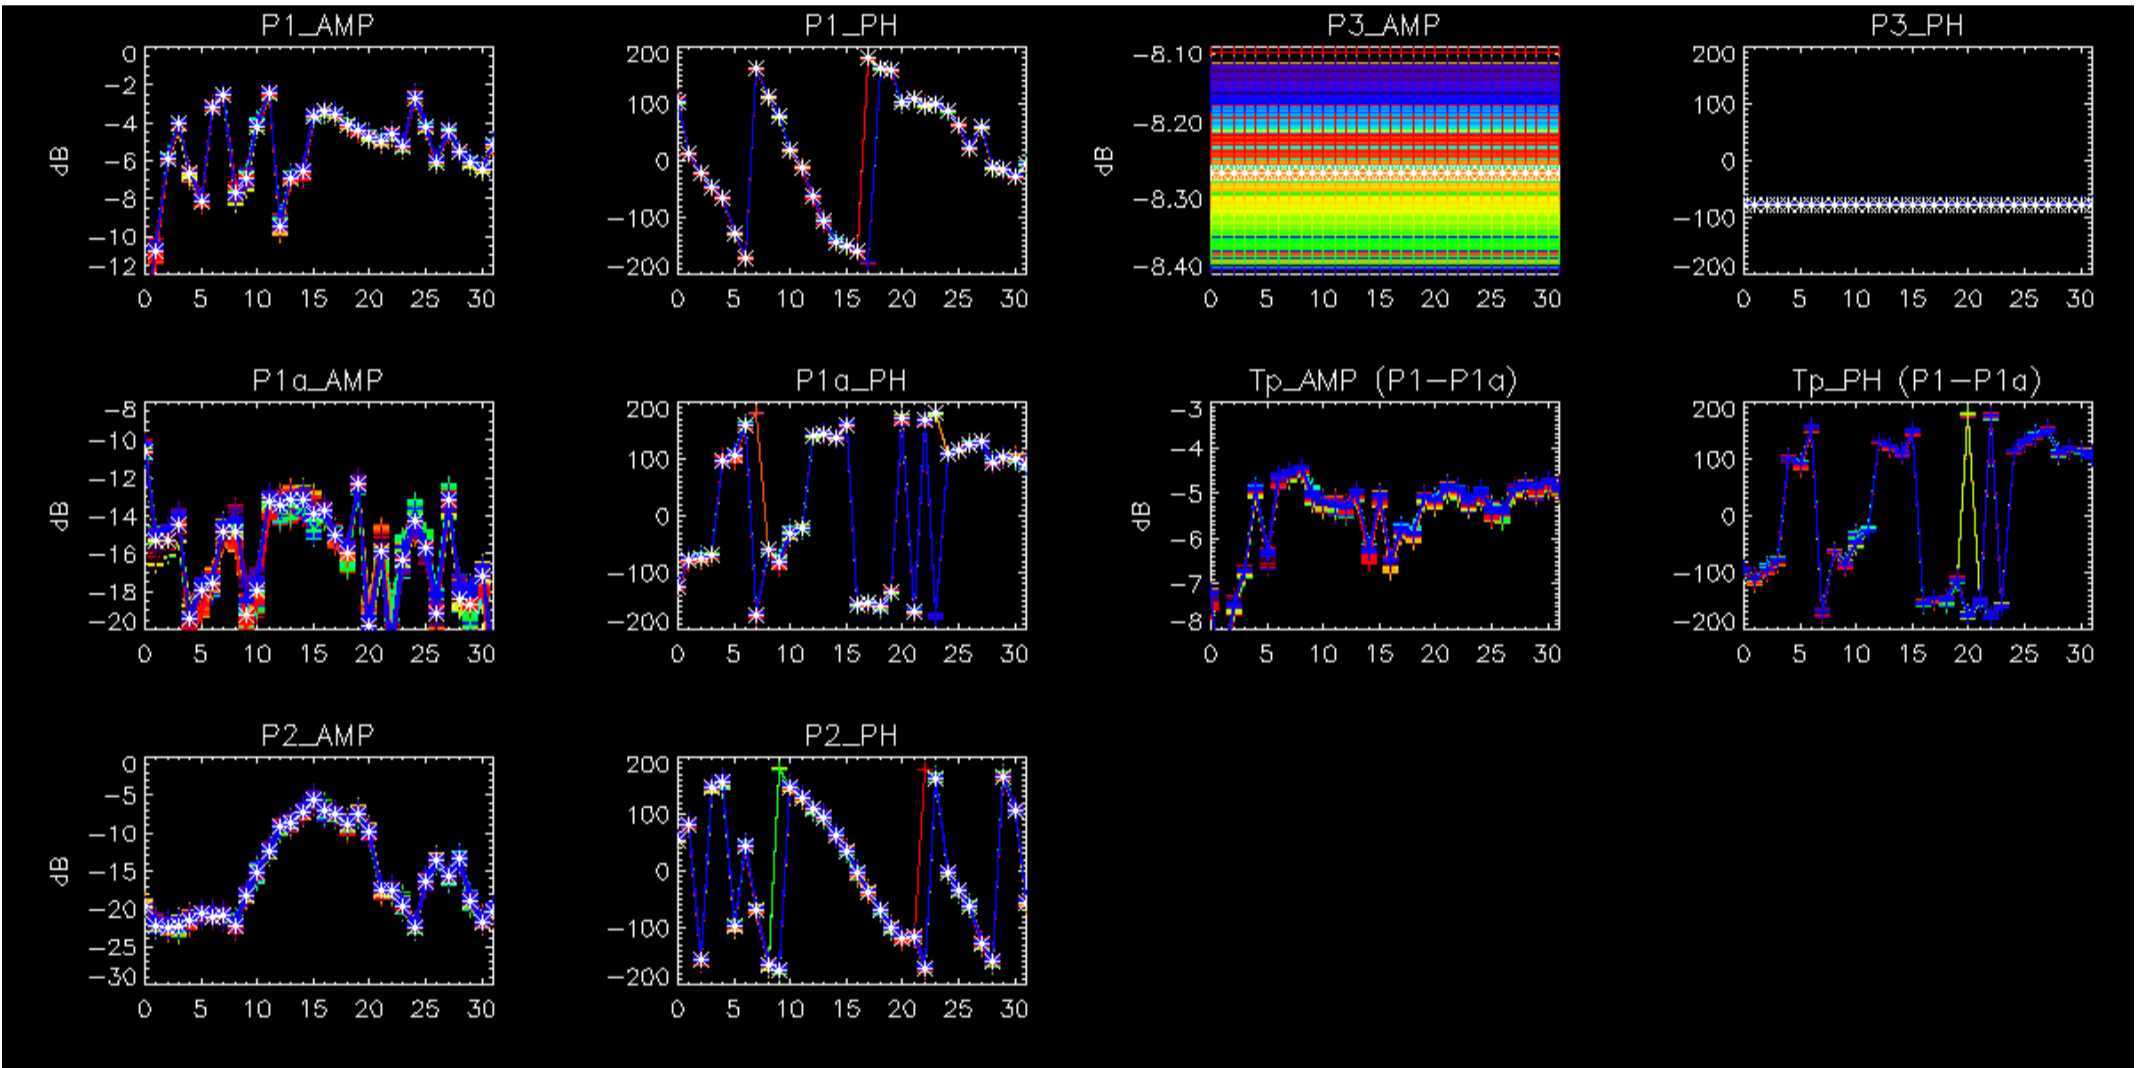 P1_AMP
P1_PH
P3_AMP
P3_PH
0
-2
-4
-6
-8
-10
-12
dB
0 5 10 15 20 25 30
200
100
0
-100
-200
0 5 10 15 20 25 30
-8.10
-8.20
-8.30
-8.40
dB
0 5 10 15 20 25 30
200
100
0
-100
-200
0 5 10 15 20 25 30
P1a_AMP
P1a_PH
Tp_AMP (P1-P1a)
Tp_PH (P1-P1a)
-8
-10
-12
-14
-16
-18
-20
dB
0 5 10 15 20 25 30
200
100
0
-100
-200
0 5 10 15 20 25 30
-3
-4
-5
-6
-7
-8
dB
0 5 10 15 20 25 30
200
100
0
-100
-200
0 5 10 15 20 25 30
P2_AMP
P2_PH
0
-5
-10
-15
-20
-25
-30
dB
0 5 10 15 20 25 30
200
100
0
-100
-200
0 5 10 15 20 25 30